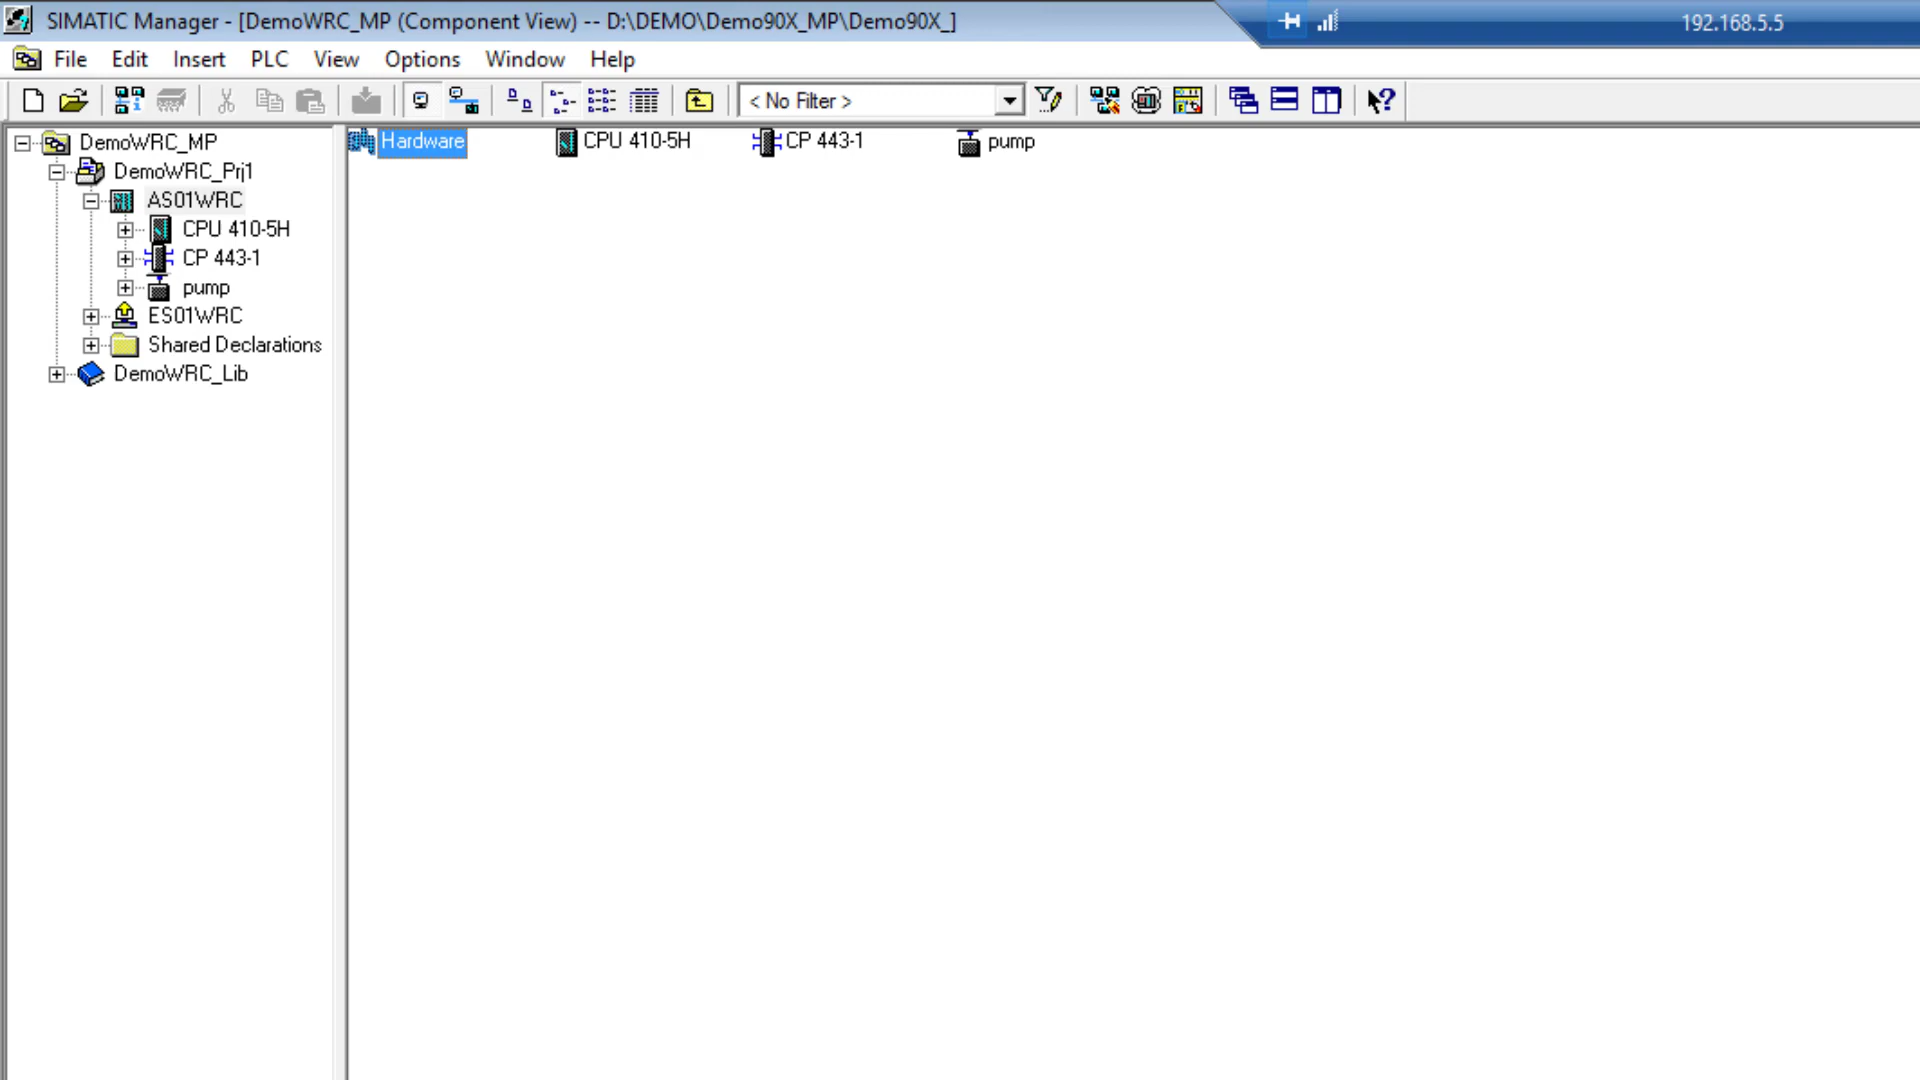 SIMATIC Manager - [DemoWRC_MP (Component View) -- D:\DEMO\Demo90X_MP\Demo90X_]
192.168.5.5
File Edit Insert PLC View Options Window Help
< No Filter >
DemoWRC_MP
DemoWRC_Prj1
AS01WRC
CPU 410-5H
CP 443-1
pump
ES01WRC
Shared Declarations
DemoWRC_Lib
Hardware CPU 410-5H CP 443-1 pump